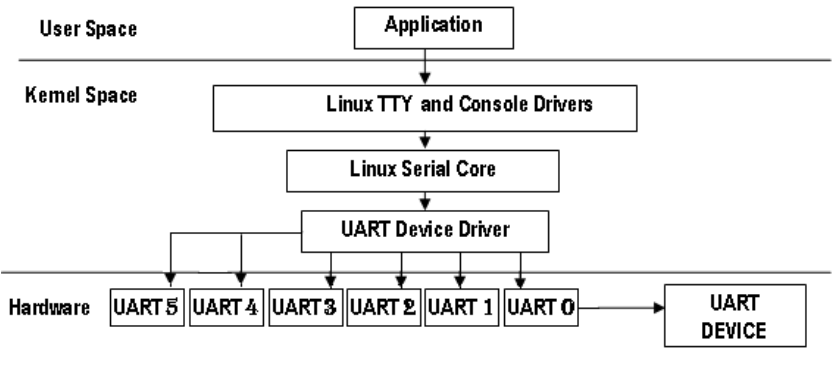 User Space
Application
Kernel Space
Linux TTY and Console Drivers
Linux Serial Core
UART Device Driver
Hardware
UART 5
UART 4
UART 3
UART 2
UART 1
UART 0
UART
DEVICE